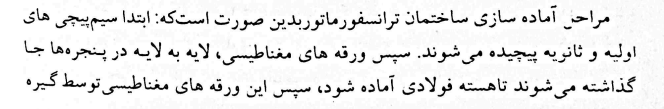 مراحل آماده سازی ساختمان ترانسفورماتوربدین صورت است‌که: ابتدا سیم‌پیچی های
اولیه و ثانویه پیچیده می‌شوند. سپس ورقه های مغناطیسی، لایه به لایه در پنجره‌ها جا
گذاشته می‌شوند تاهسته فولادی آماده شود، سپس این ورقه های مغناطیسی‌توسط گیره